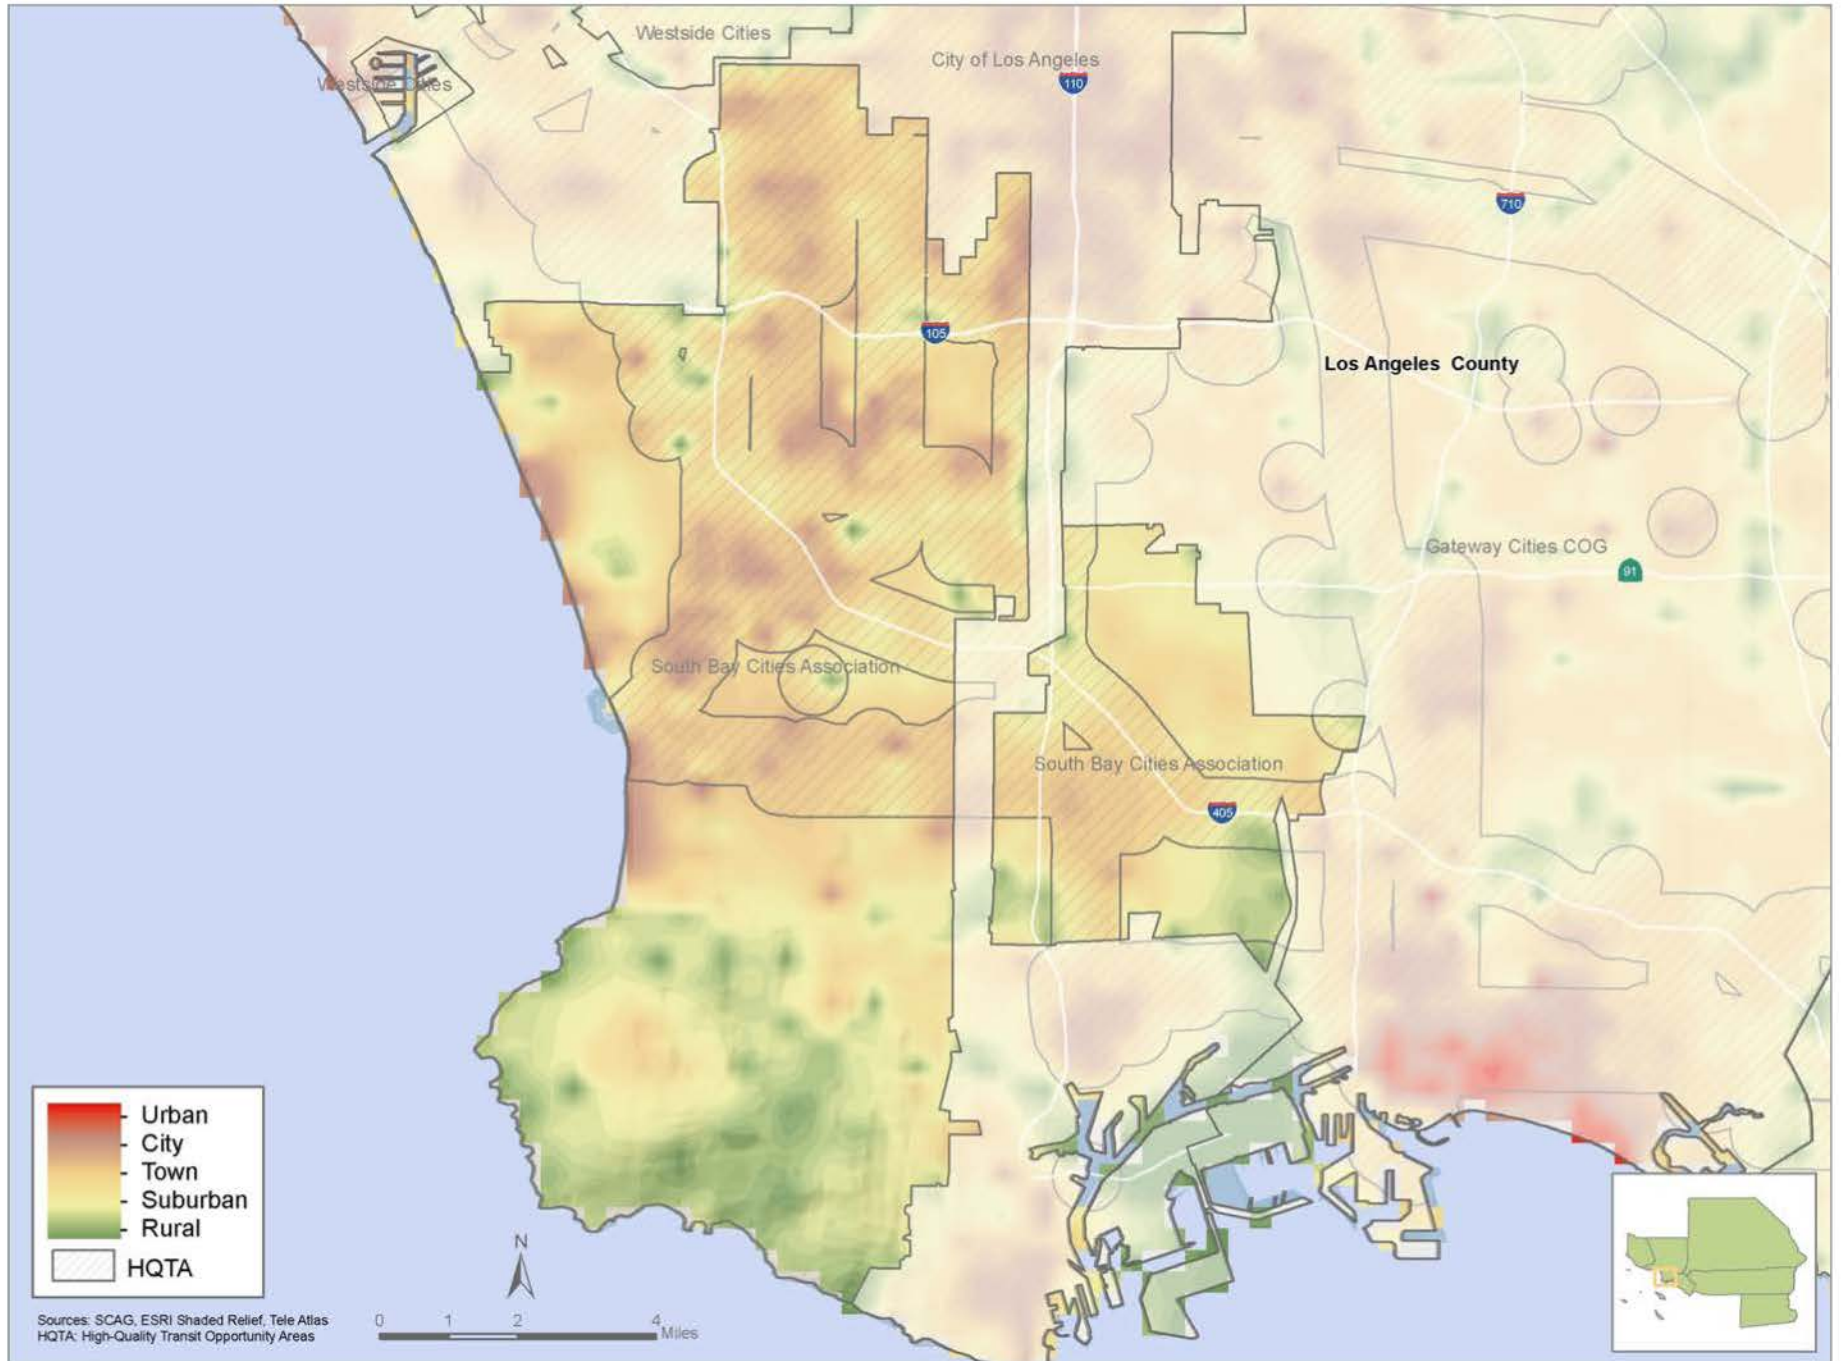 Westside Cities
City of Los Angeles
110
Westside Cities
710
105
Los Angeles County
Gateway Cities COG
91
South Bay Cities Association
South Bay Cities Association
405
Urban
City
Town
Suburban
Rural
HQTA
N
Sources: SCAG, ESRI Shaded Relief, Tele Atlas
HQTA: High-Quality Transit Opportunity Areas
0 1 2 4
Miles